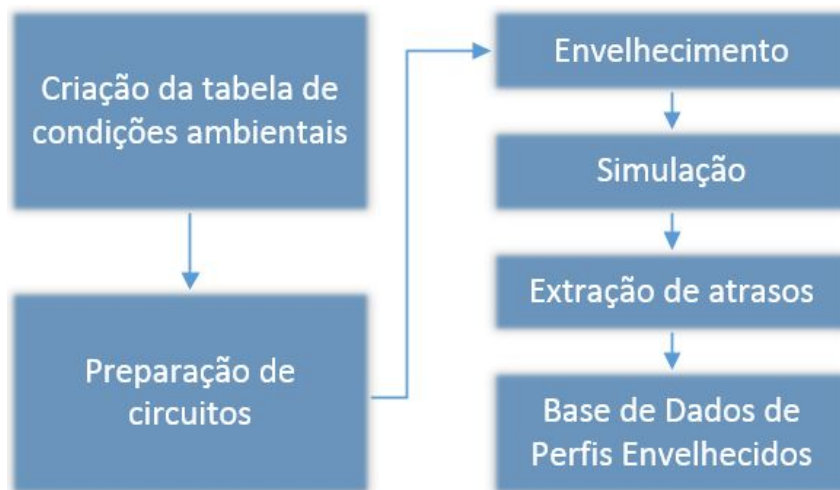 Criação da tabela de
condições ambientais
Preparação de
circuitos
Envelhecimento
Simulação
Extração de atrasos
Base de Dados de
Perfis Envelhecidos